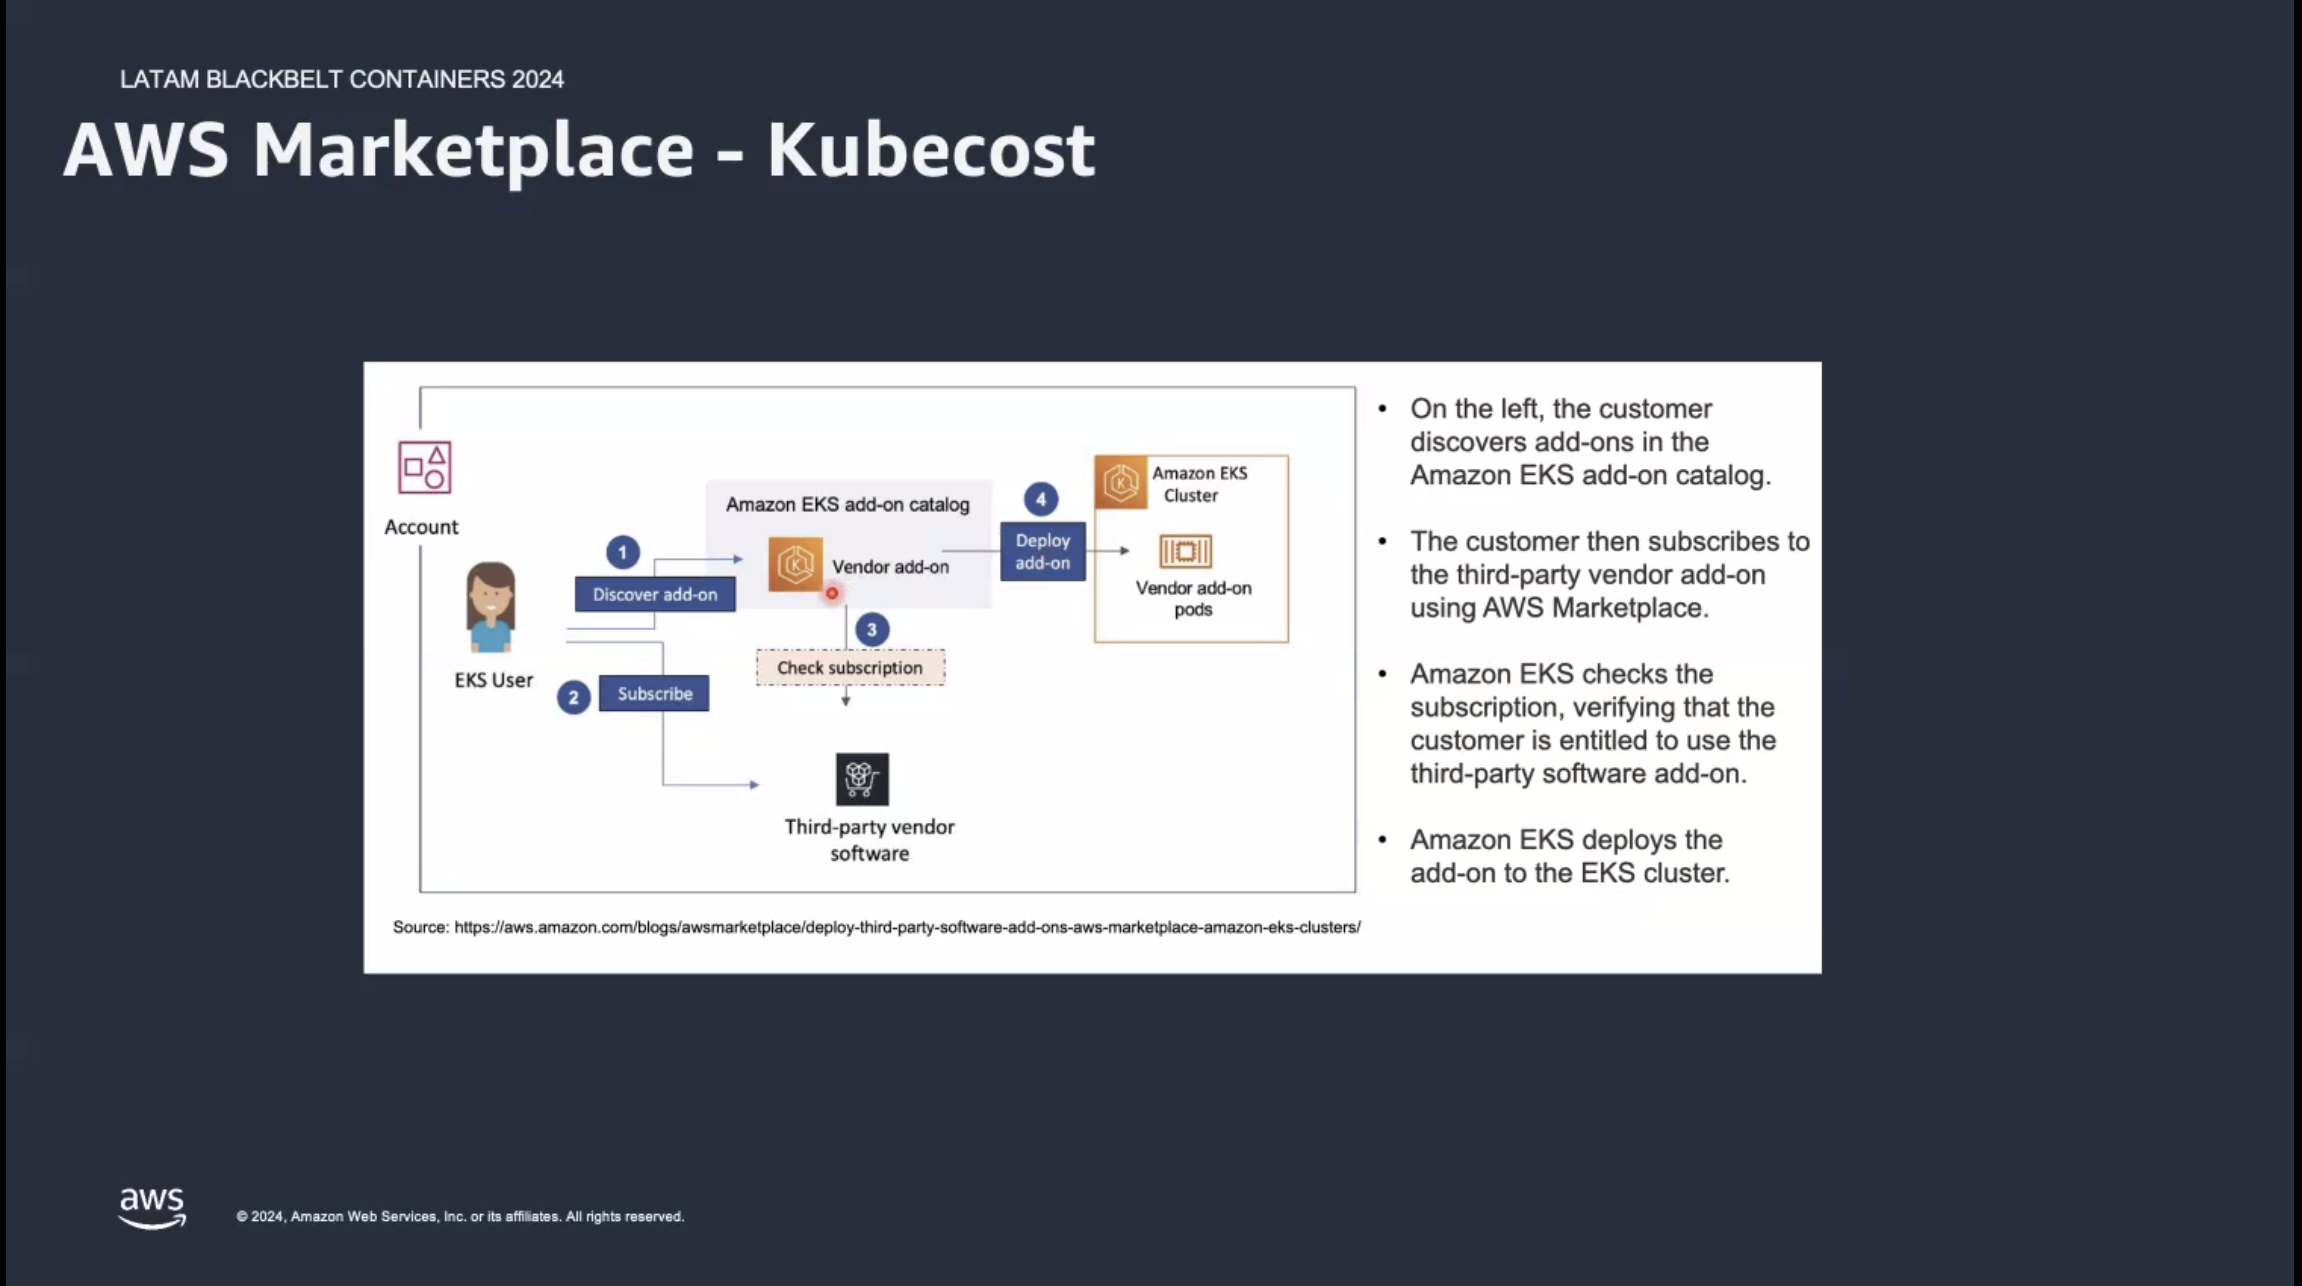 LATAM BLACKBELT CONTAINERS 2024
AWS Marketplace - Kubecost
Account
EKS User
1
Discover add-on
2
Subscribe
Amazon EKS add-on catalog
Vendor add-on
3
Check subscription
Third-party vendor
software
4
Deploy
add-on
Amazon EKS
Cluster
Vendor add-on
pods
• On the left, the customer
discovers add-ons in the
Amazon EKS add-on catalog.
• The customer then subscribes to
the third-party vendor add-on
using AWS Marketplace.
• Amazon EKS checks the
subscription, verifying that the
customer is entitled to use the
third-party software add-on.
• Amazon EKS deploys the
add-on to the EKS cluster.
Source: https://aws.amazon.com/blogs/awsmarketplace/deploy-third-party-software-add-ons-aws-marketplace-amazon-eks-clusters/
aws
© 2024, Amazon Web Services, Inc. or its affiliates. All rights reserved.